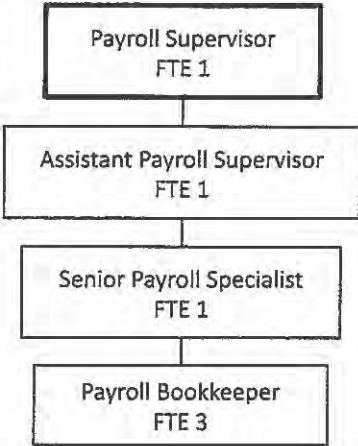 Payroll Supervisor
FTE 1
Assistant Payroll Supervisor
FTE 1
Senior Payroll Specialist
FTE 1
Payroll Bookkeeper
FTE 3